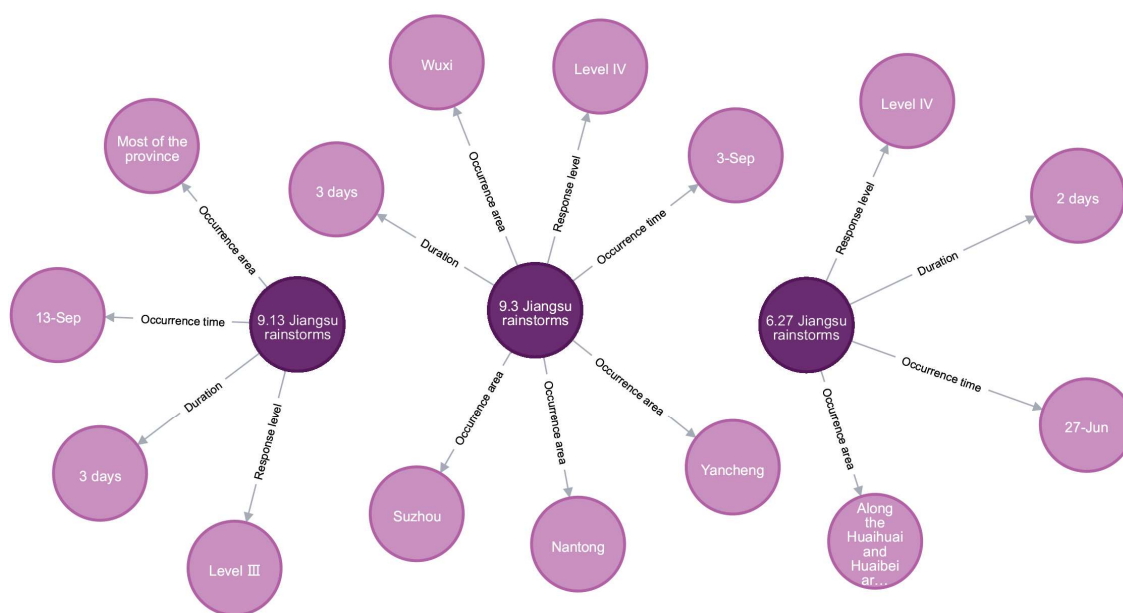 Most of the
province
Occurrence area
13-Sep
Occurrence time
9.13 Jiangsu
rainstorms
Duration
3 days
Response level
Level Ⅲ
Wuxi
Occurrence area
Level IV
Response level
3-Sep
Occurrence time
3 days
Duration
9.3 Jiangsu
rainstorms
Occurrence area
Suzhou
Occurrence area
Nantong
Occurrence area
Yancheng
Level IV
Response level
2 days
Duration
6.27 Jiangsu
rainstorms
Occurrence time
27-Jun
Occurrence area
Along
the
Huaihuai
and
Huaibei
ar…